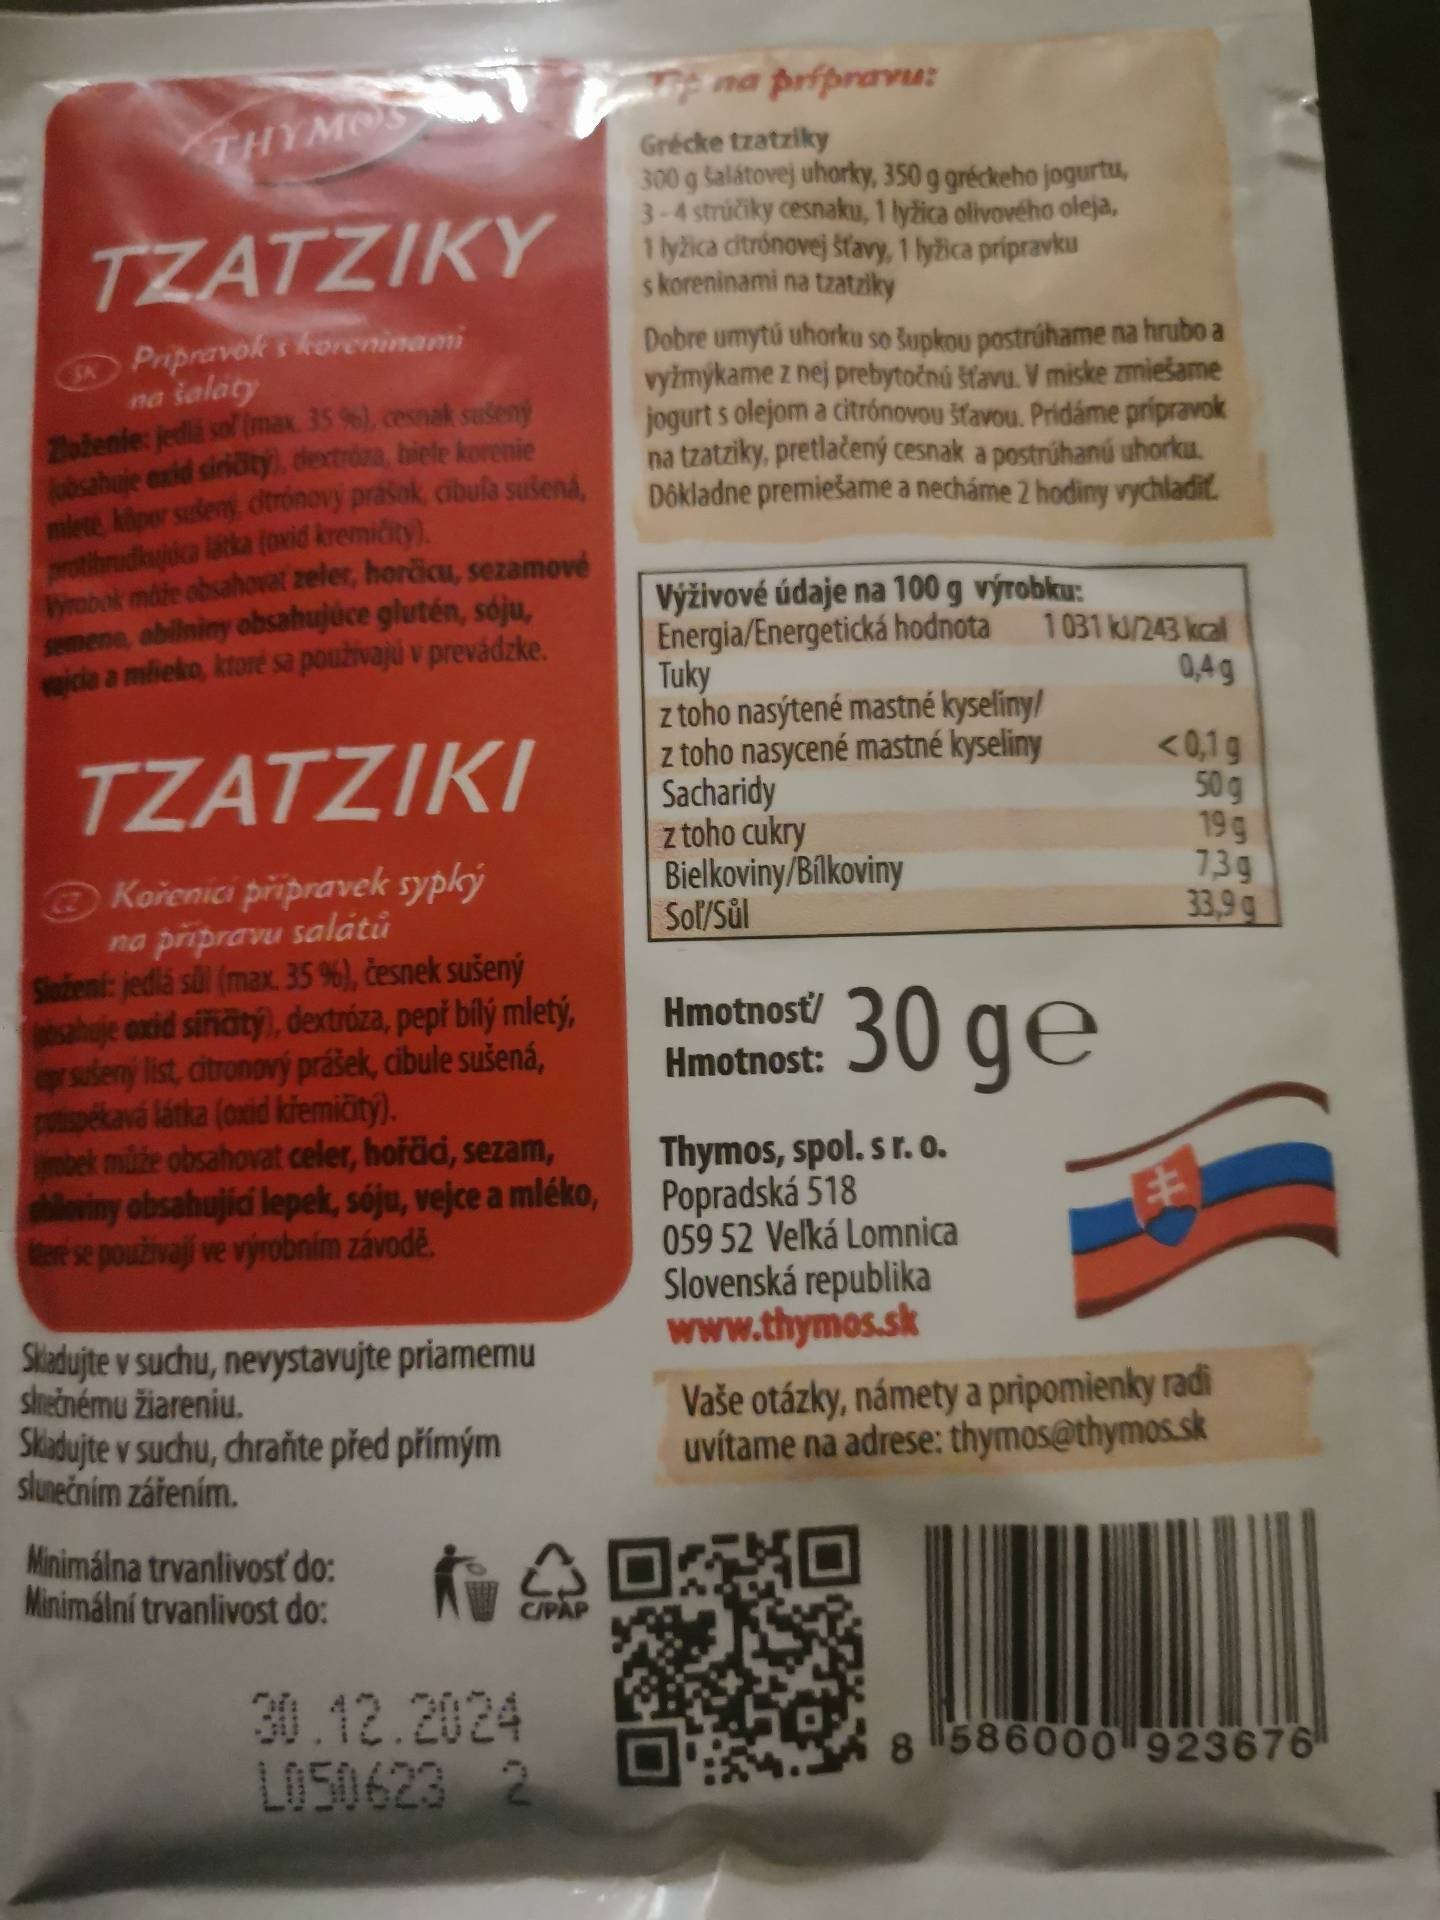 THYMOS
TZATZIKY
SK Prípravok s koreninami
na šaláty
Zloženie: jedlá soľ (max. 35 %), cesnak sušený
(obsahuje oxid siričitý), dextróza, biele korenie
mleté, kôpor sušený, citrónový prášok, cibuľa sušená,
protihrudkujúca látka (oxid kremičitý).
Výrobok môže obsahovať zeler, horčicu, sezamové
semeno, obilniny obsahujúce glutén, sóju,
vajcia a mlieko, ktoré sa používajú v prevádzke.
TZATZIKI
CZ Kořenící přípravek sypký
na přípravu salátů
Složení: jedlá sůl (max. 35 %), česnek sušený
(obsahuje oxid siřičitý), dextróza, pepř bílý mletý,
kopr sušený list, citronový prášek, cibule sušená,
protispékavá látka (oxid křemičitý).
Výrobek může obsahovat celer, hořčici, sezam,
obiloviny obsahující lepek, sóju, vejce a mléko,
které se používají ve výrobním závodě.
Skladujte v suchu, nevystavujte priamemu
slnečnému žiareniu.
Skladujte v suchu, chraňte před přímým
slunečním zářením.
Minimálna trvanlivosť do:
Minimální trvanlivost do:
C/PAP
30.12.2024
L050623 2
Tip na prípravu:
Grécke tzatziky
300 g šalátovej uhorky, 350 g gréckeho jogurtu,
3 - 4 strúčiky cesnaku, 1 lyžica olivového oleja,
1 lyžica citrónovej šťavy, 1 lyžica prípravku
s koreninami na tzatziky
Dobre umytú uhorku so šupkou postrúhame na hrubo a
vyžmýkame z nej prebytočnú šťavu. V miske zmiešame
jogurt s olejom a citrónovou šťavou. Pridáme prípravok
na tzatziky, pretlačený cesnak a postrúhanú uhorku.
Dôkladne premiešame a necháme 2 hodiny vychladiť.
Výživové údaje na 100 g výrobku:
Energia/Energetická hodnota 1 031 kJ/243 kcal
Tuky 0,4 g
z toho nasýtené mastné kyseliny/
z toho nasycené mastné kyseliny < 0,1 g
Sacharidy 50 g
z toho cukry 19 g
Bielkoviny/Bílkoviny 7,3 g
Soľ/Sůl 33,9 g
Hmotnosť/
Hmotnost: 30 g e
Thymos, spol. s r. o.
Popradská 518
059 52 Veľká Lomnica
Slovenská republika
www.thymos.sk
Vaše otázky, námety a pripomienky radi
uvítame na adrese: thymos@thymos.sk
8 586000 923676